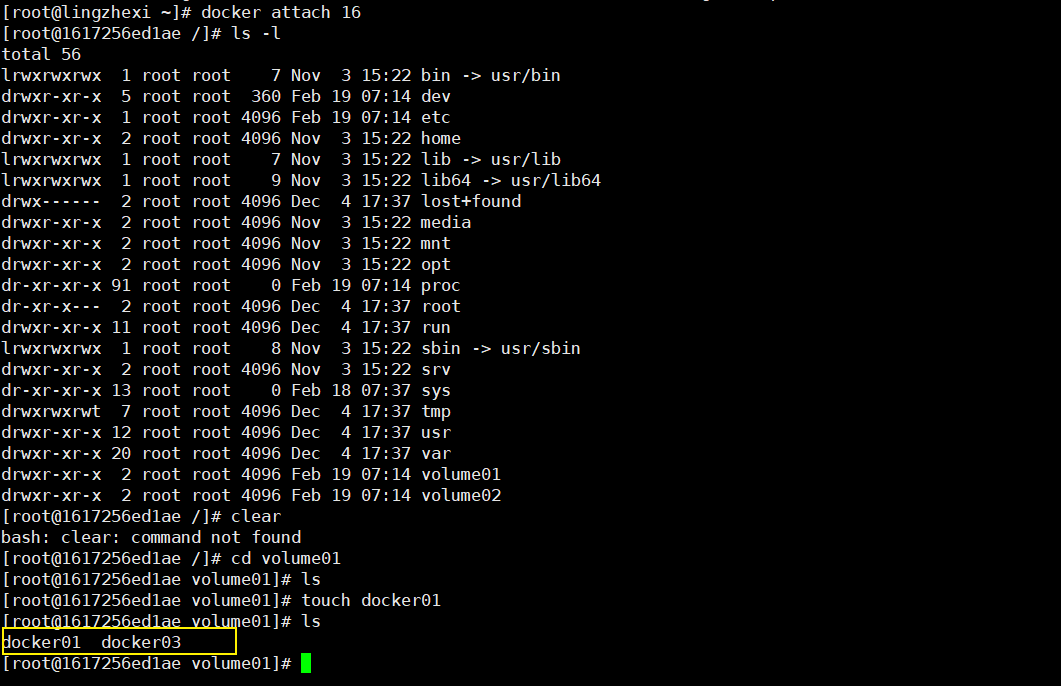 [root@lingzhexi ~]# docker attach 16
[root@1617256ed1ae /]# ls -l
total 56
lrwxrwxrwx  1 root root    7 Nov  3 15:22 bin -> usr/bin
drwxr-xr-x  5 root root  360 Feb 19 07:14 dev
drwxr-xr-x  1 root root 4096 Feb 19 07:14 etc
drwxr-xr-x  2 root root 4096 Nov  3 15:22 home
lrwxrwxrwx  1 root root    7 Nov  3 15:22 lib -> usr/lib
lrwxrwxrwx  1 root root    9 Nov  3 15:22 lib64 -> usr/lib64
drwx------  2 root root 4096 Dec  4 17:37 lost+found
drwxr-xr-x  2 root root 4096 Nov  3 15:22 media
drwxr-xr-x  2 root root 4096 Nov  3 15:22 mnt
drwxr-xr-x  2 root root 4096 Nov  3 15:22 opt
dr-xr-xr-x 91 root root    0 Feb 19 07:14 proc
dr-xr-x---  2 root root 4096 Dec  4 17:37 root
drwxr-xr-x 11 root root 4096 Dec  4 17:37 run
lrwxrwxrwx  1 root root    8 Nov  3 15:22 sbin -> usr/sbin
drwxr-xr-x  2 root root 4096 Nov  3 15:22 srv
dr-xr-xr-x 13 root root    0 Feb 18 07:37 sys
drwxrwxrwt  7 root root 4096 Dec  4 17:37 tmp
drwxr-xr-x 12 root root 4096 Dec  4 17:37 usr
drwxr-xr-x 20 root root 4096 Dec  4 17:37 var
drwxr-xr-x  2 root root 4096 Feb 19 07:14 volume01
drwxr-xr-x  2 root root 4096 Feb 19 07:14 volume02
[root@1617256ed1ae /]# clear
bash: clear: command not found
[root@1617256ed1ae /]# cd volume01
[root@1617256ed1ae volume01]# ls
[root@1617256ed1ae volume01]# touch docker01
[root@1617256ed1ae volume01]# ls
docker01  docker03
[root@1617256ed1ae volume01]#